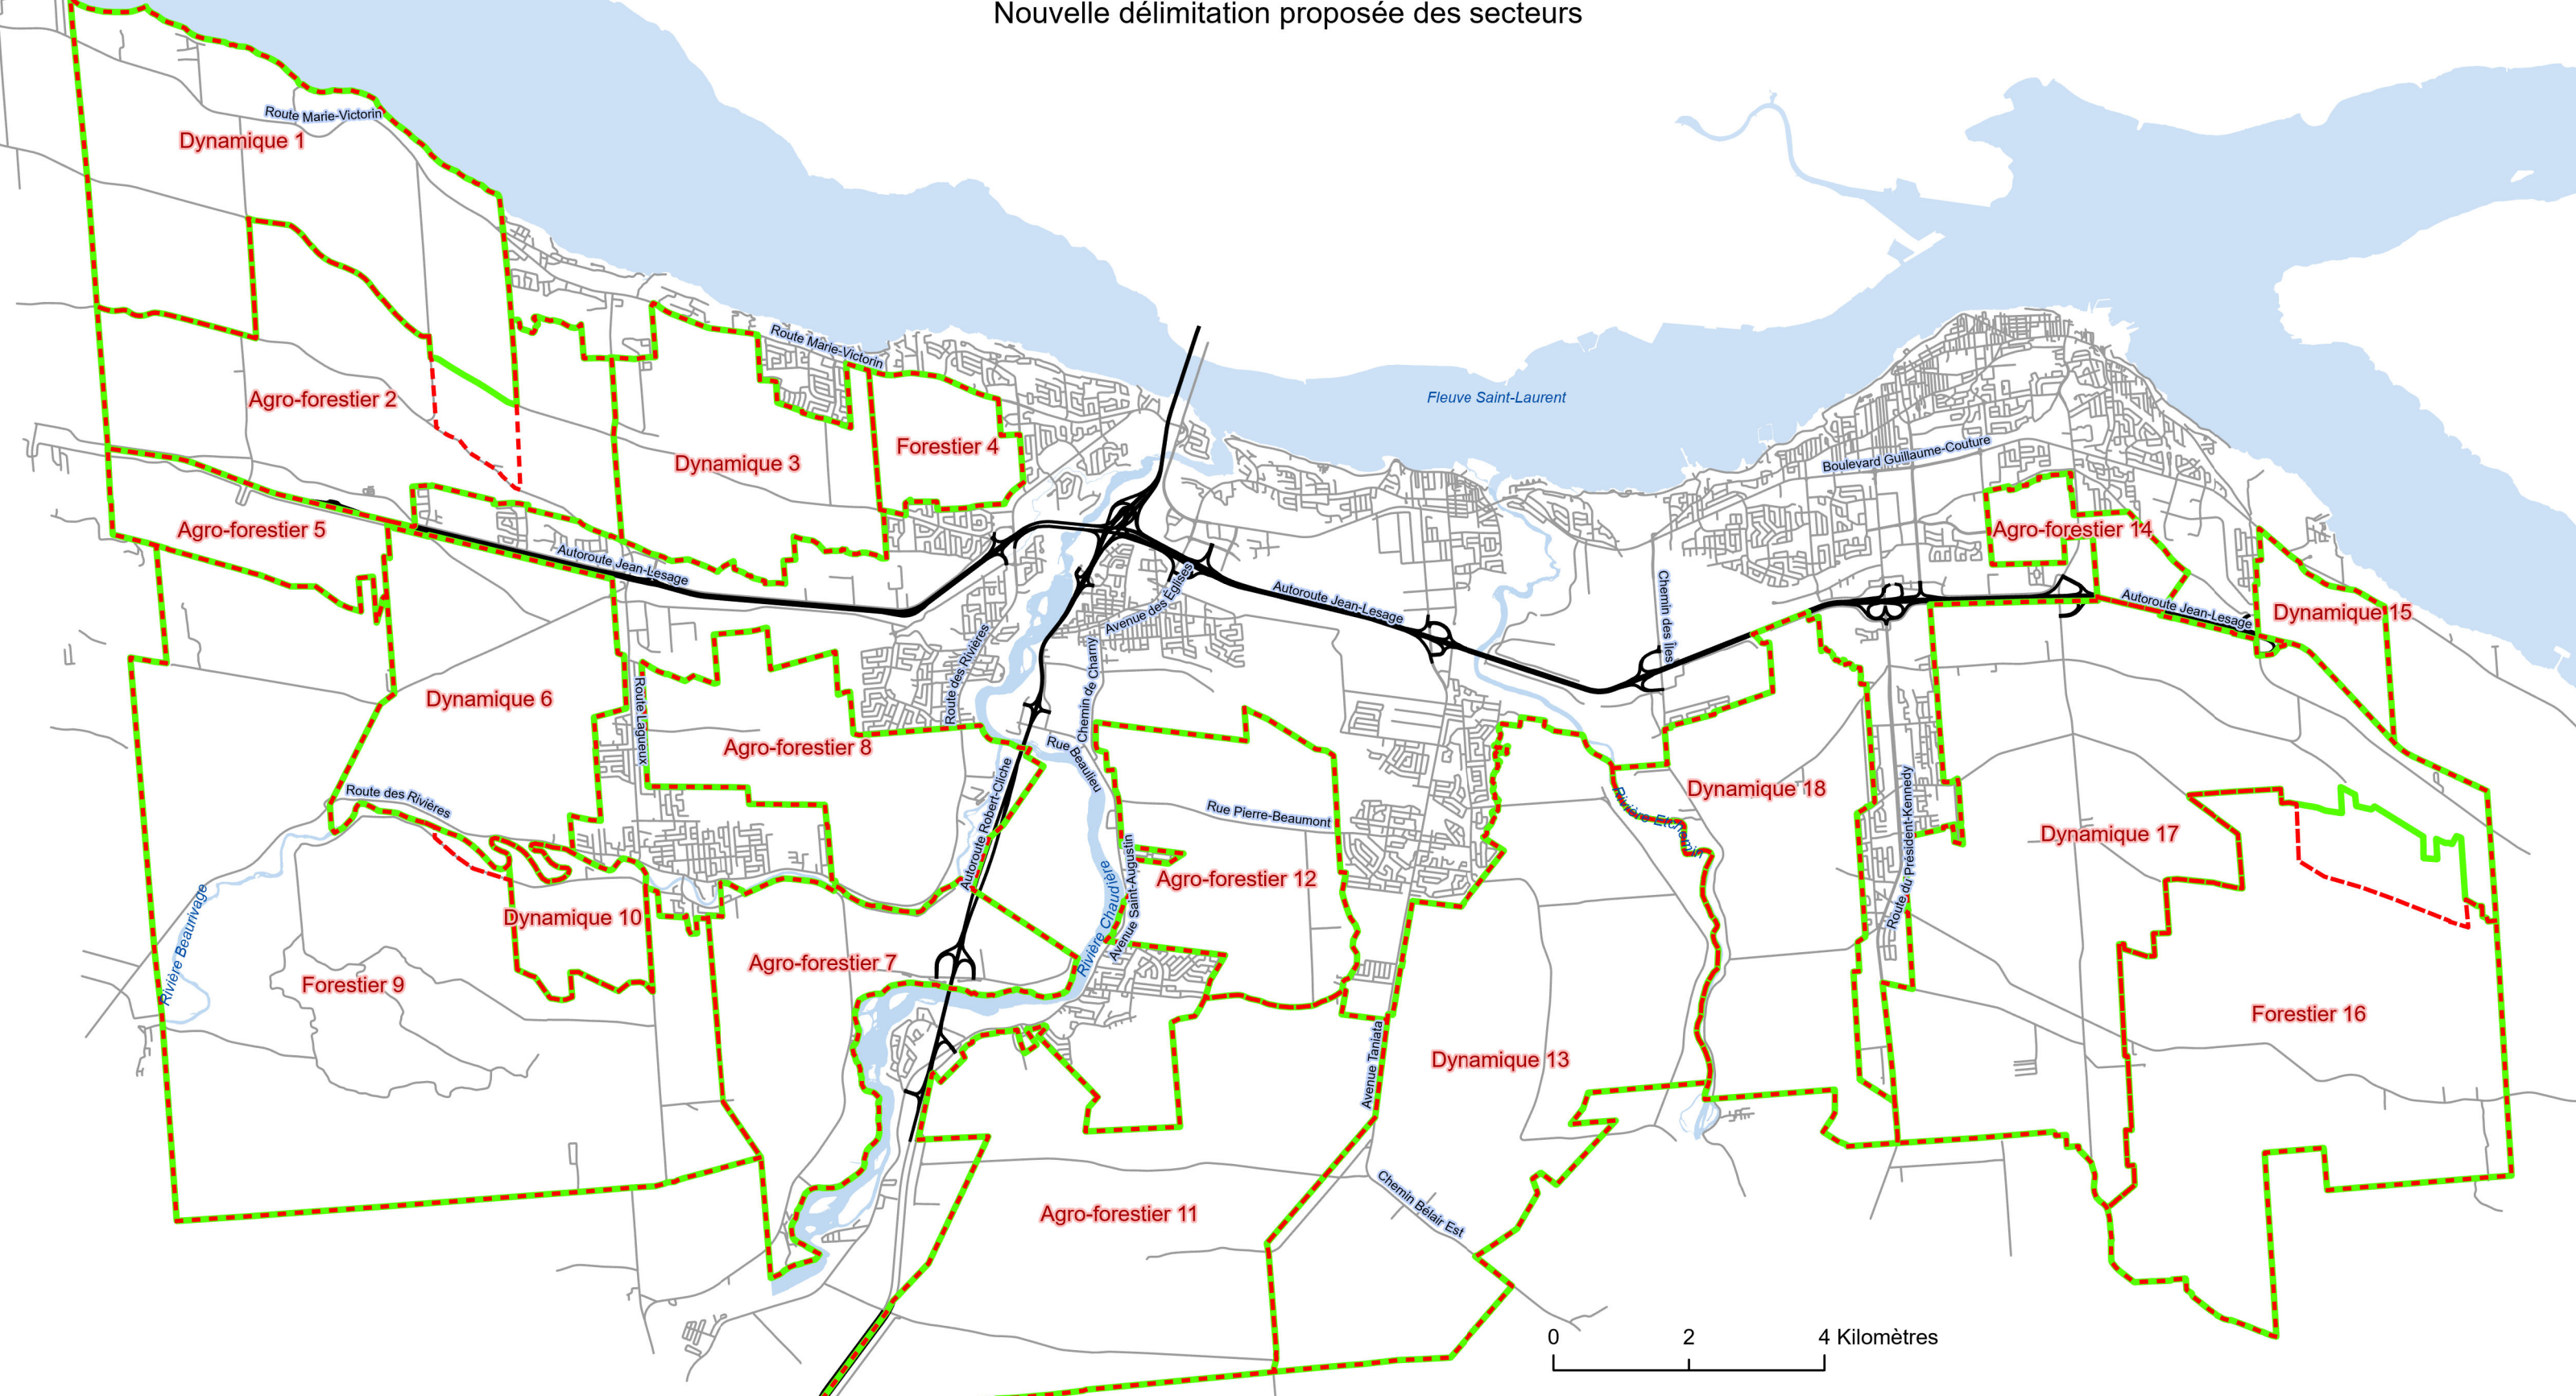 Nouvelle délimitation proposée des secteurs
Route Marie-Victorin
Dynamique 1
Route Marie-Victorin
Agro-forestier 2
Fleuve Saint-Laurent
Forestier 4
Dynamique 3
Boulevard Guillaume-Couture
Agro-forestier 5
Agro-forestier 14
Autoroute Jean-Lesage
Avenue des Églises
Autoroute Jean-Lesage
Chemin des Îles
Autoroute Jean-Lesage
Dynamique 15
Dynamique 6
Route Lagueux
Route des Rivières
Chemin de Charny
Agro-forestier 8
Rue Beaulieu
Dynamique 18
Route des Rivières
Autoroute Robert-Cliche
Rue Pierre-Beaumont
Rivière Etchemin
Route du Président-Kennedy
Dynamique 17
Rivière Beaurivage
Dynamique 10
Rivière Chaudière
Avenue Saint-Augustin
Agro-forestier 12
Forestier 9
Agro-forestier 7
Forestier 16
Avenue Taniata
Dynamique 13
Agro-forestier 11
Chemin Bélair Est
0 2 4 Kilomètres